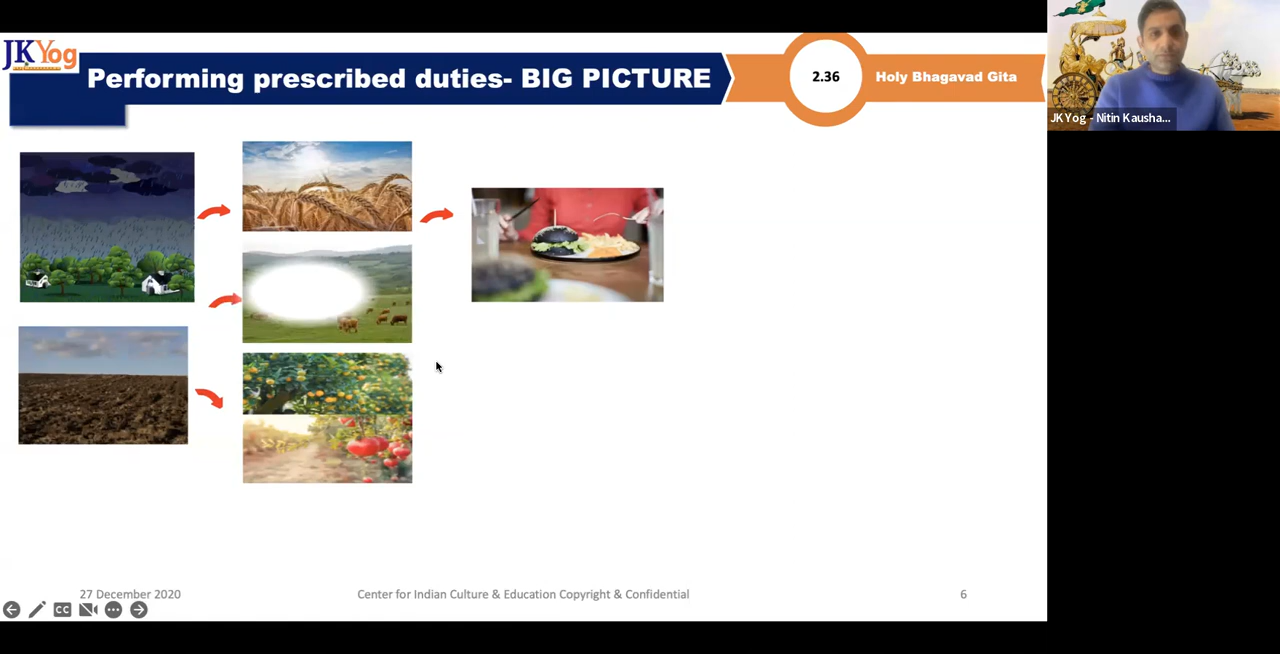 JKYog
Performing prescribed duties- BIG PICTURE
2.36
Holy Bhagavad Gita
JKYog - Nitin Kausha...
27 December 2020
Center for Indian Culture & Education Copyright & Confidential
6
CC